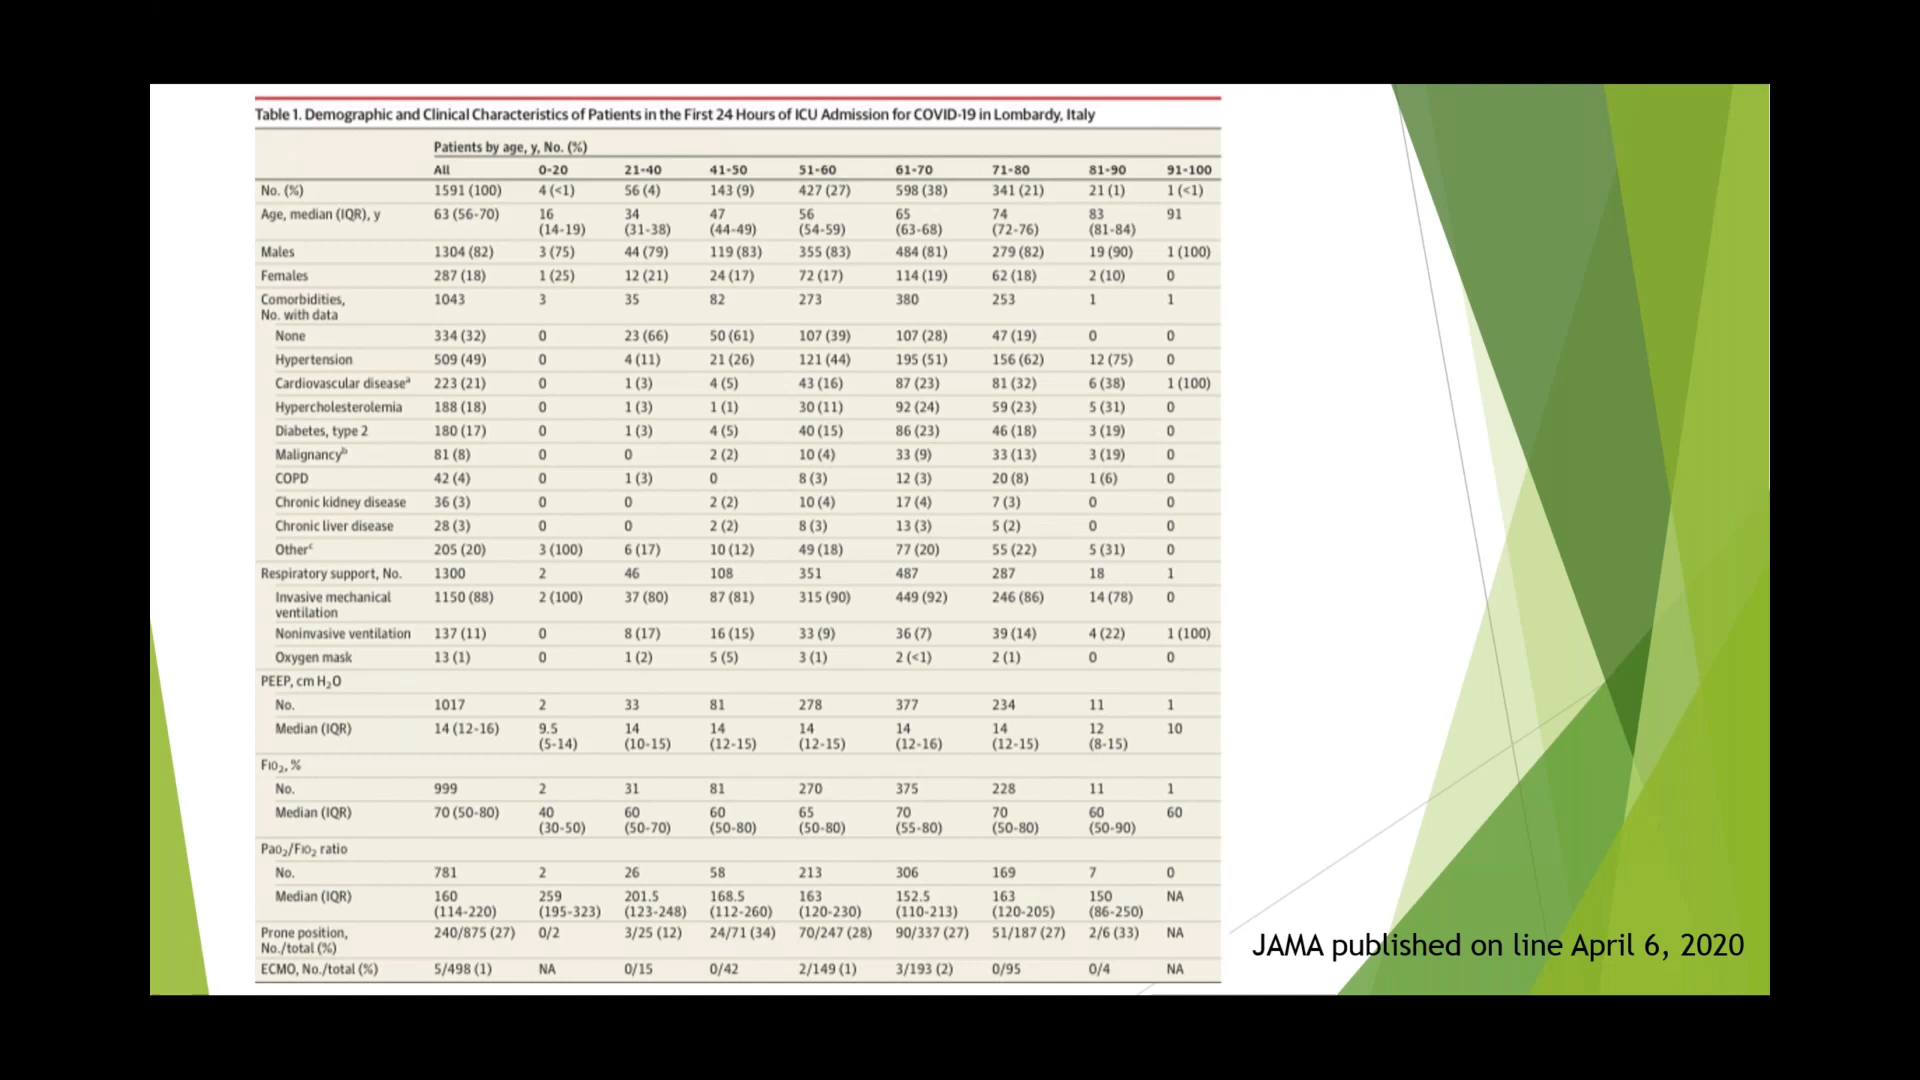 Table 1. Demographic and Clinical Characteristics of Patients in the First 24 Hours of ICU Admission for COVID-19 in Lombardy, Italy
Patients by age, y, No. (%)
All 0-20 21-40 41-50 51-60 61-70 71-80 81-90 91-100
No. (%) 1591 (100) 4 (<1) 56 (4) 143 (9) 427 (27) 598 (38) 341 (21) 21 (1) 1 (<1)
Age, median (IQR), y 63 (56-70) 16 34 47 56 65 74 83 91
(14-19) (31-38) (44-49) (54-59) (63-68) (72-76) (81-84)
Males 1304 (82) 3 (75) 44 (79) 119 (83) 355 (83) 484 (81) 279 (82) 19 (90) 1 (100)
Females 287 (18) 1 (25) 12 (21) 24 (17) 72 (17) 114 (19) 62 (18) 2 (10) 0
Comorbidities, 1043 3 35 82 273 380 253 1 1
No. with data
None 334 (32) 0 23 (66) 50 (61) 107 (39) 107 (28) 47 (19) 0 0
Hypertension 509 (49) 0 4 (11) 21 (26) 121 (44) 195 (51) 156 (62) 12 (75) 0
Cardiovascular diseaseᵃ 223 (21) 0 1 (3) 4 (5) 43 (16) 87 (23) 81 (32) 6 (38) 1 (100)
Hypercholesterolemia 188 (18) 0 1 (3) 1 (1) 30 (11) 92 (24) 59 (23) 5 (31) 0
Diabetes, type 2 180 (17) 0 1 (3) 4 (5) 40 (15) 86 (23) 46 (18) 3 (19) 0
Malignancyᵇ 81 (8) 0 0 2 (2) 10 (4) 33 (9) 33 (13) 3 (19) 0
COPD 42 (4) 0 1 (3) 0 8 (3) 12 (3) 20 (8) 1 (6) 0
Chronic kidney disease 36 (3) 0 0 2 (2) 10 (4) 17 (4) 7 (3) 0 0
Chronic liver disease 28 (3) 0 0 2 (2) 8 (3) 13 (3) 5 (2) 0 0
Otherᶜ 205 (20) 3 (100) 6 (17) 10 (12) 49 (18) 77 (20) 55 (22) 5 (31) 0
Respiratory support, No. 1300 2 46 108 351 487 287 18 1
Invasive mechanical 1150 (88) 2 (100) 37 (80) 87 (81) 315 (90) 449 (92) 246 (86) 14 (78) 0
ventilation
Noninvasive ventilation 137 (11) 0 8 (17) 16 (15) 33 (9) 36 (7) 39 (14) 4 (22) 1 (100)
Oxygen mask 13 (1) 0 1 (2) 5 (5) 3 (1) 2 (<1) 2 (1) 0 0
PEEP, cm H₂O
No. 1017 2 33 81 278 377 234 11 1
Median (IQR) 14 (12-16) 9.5 14 14 14 14 14 12 10
(5-14) (10-15) (12-15) (12-15) (12-16) (12-15) (8-15)
FIO₂, %
No. 999 2 31 81 270 375 228 11 1
Median (IQR) 70 (50-80) 40 60 60 65 70 70 60 60
(30-50) (50-70) (50-80) (50-80) (55-80) (50-80) (50-90)
PaO₂/FIO₂ ratio
No. 781 2 26 58 213 306 169 7 0
Median (IQR) 160 259 201.5 168.5 163 152.5 163 150 NA
(114-220) (195-323) (123-248) (112-260) (120-230) (110-213) (120-205) (86-250)
Prone position, 240/875 (27) 0/2 3/25 (12) 24/71 (34) 70/247 (28) 90/337 (27) 51/187 (27) 2/6 (33) NA
No./total (%)
ECMO, No./total (%) 5/498 (1) NA 0/15 0/42 2/149 (1) 3/193 (2) 0/95 0/4 NA
JAMA published on line April 6, 2020